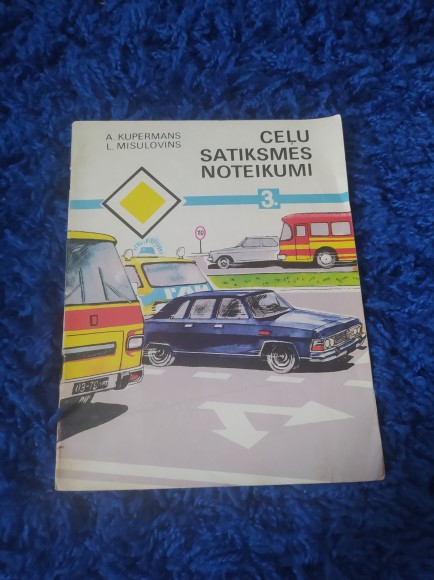 A. KUPERMANS
L. MISULOVINS
CEĻU
SATIKSMES
NOTEIKUMI
3.